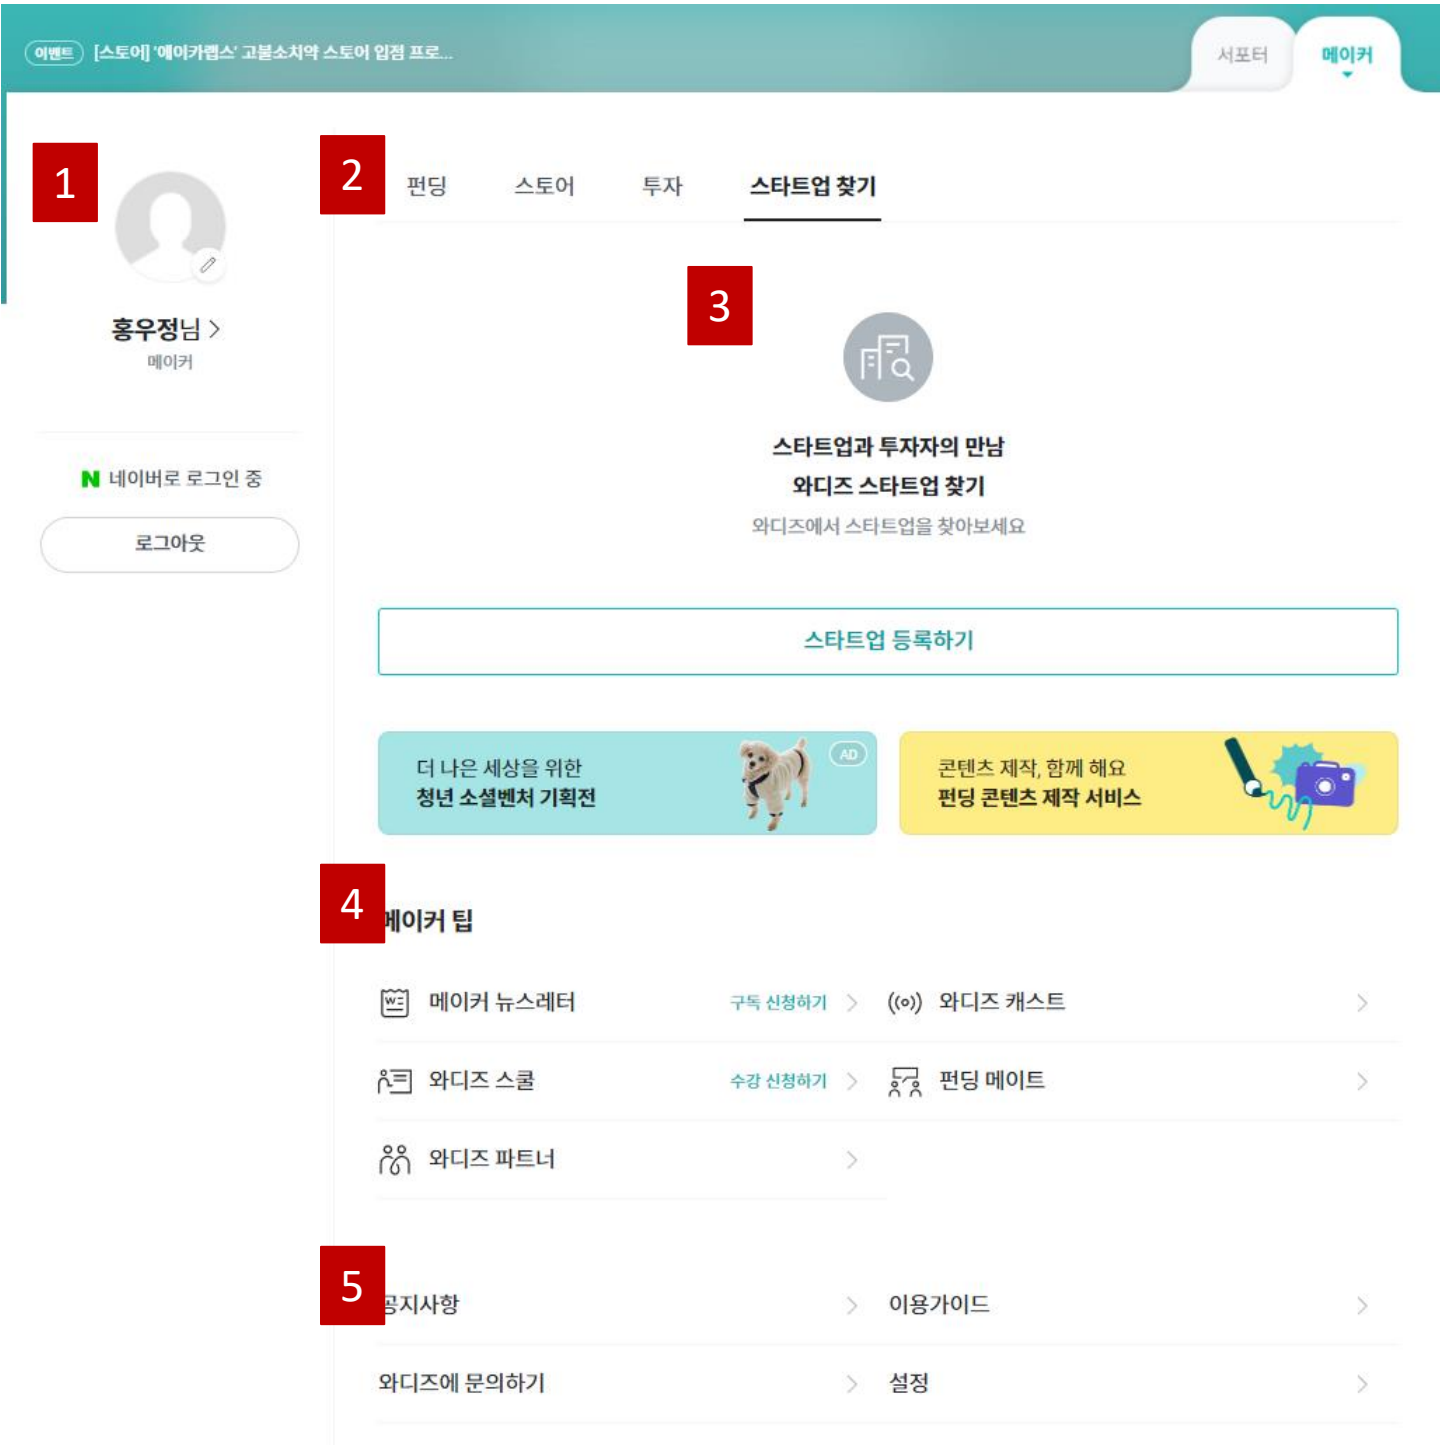 이벤트 [스토어] '에이카랩스' 고불소치약 스토어 입점 프로...
서포터
메이커
1
2
펀딩 스토어 투자 스타트업 찾기
3
홍우정님 >
메이커
N 네이버로 로그인 중
로그아웃
스타트업과 투자자의 만남
와디즈 스타트업 찾기
와디즈에서 스타트업을 찾아보세요
스타트업 등록하기
더 나은 세상을 위한
청년 소셜벤처 기획전
AD
콘텐츠 제작, 함께 해요
펀딩 콘텐츠 제작 서비스
4
메이커 팁
메이커 뉴스레터 구독 신청하기 >
와디즈 캐스트 >
와디즈 스쿨 수강 신청하기 >
펀딩 메이트 >
와디즈 파트너 >
5
공지사항 >
이용가이드 >
와디즈에 문의하기 >
설정 >